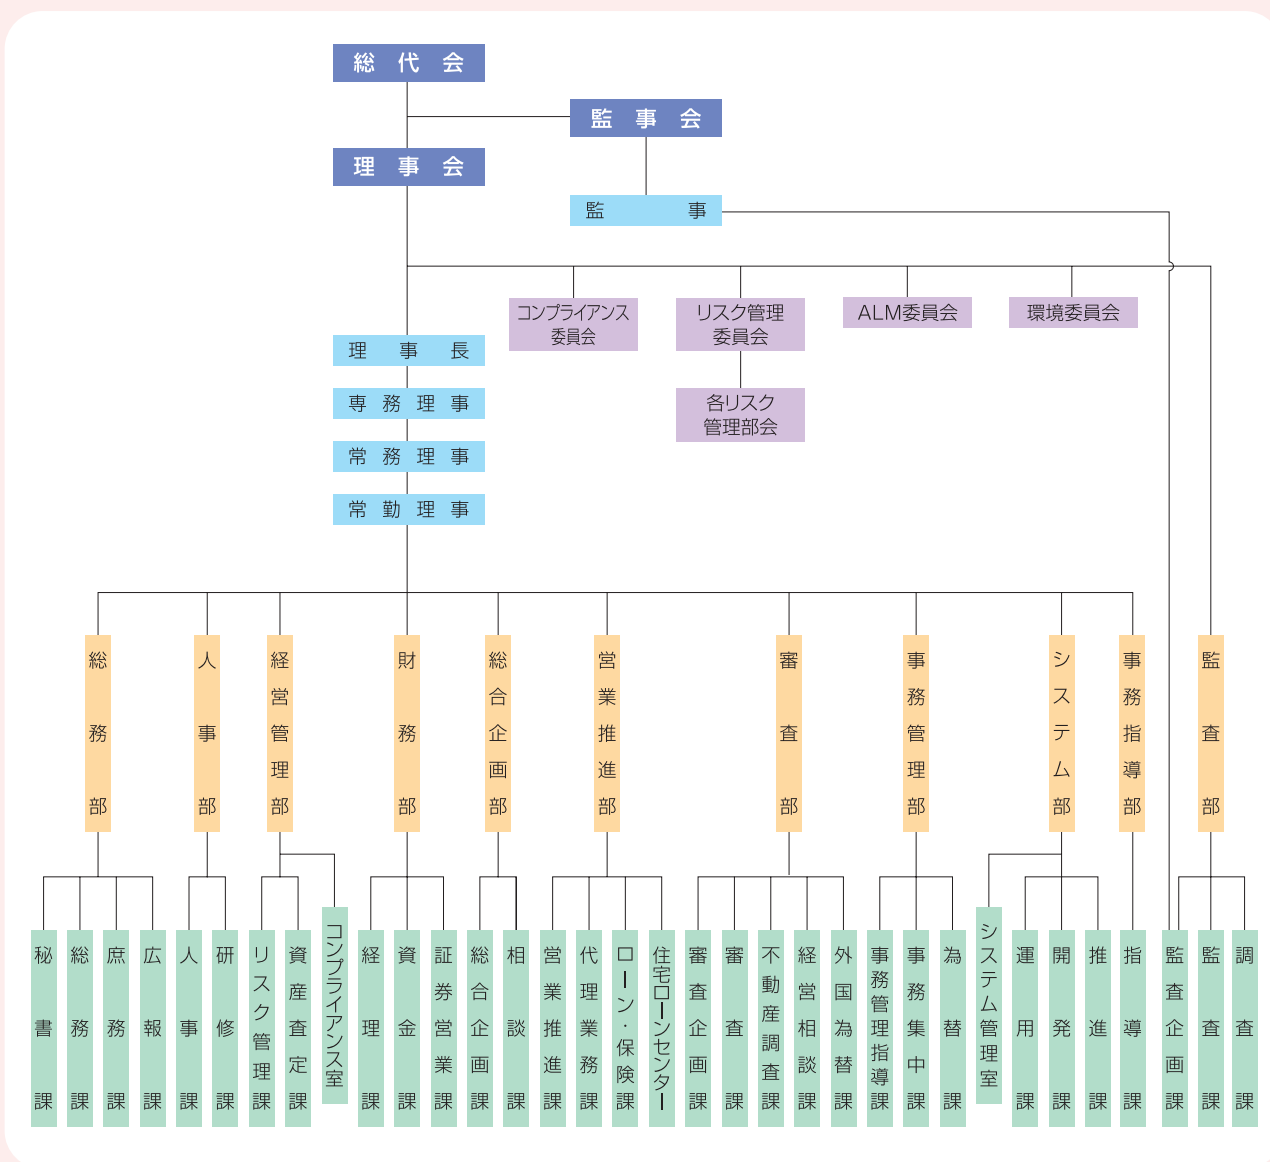 総代会
監事会
理事会
監事
コンプライアンス
委員会
リスク管理
委員会
ALM委員会
環境委員会
理事長
各リスク
管理部会
専務理事
常務理事
常勤理事
総務部
人事部
経営管理部
財務部
総合企画部
営業推進部
審査部
事務管理部
システム部
事務指導部
監査部
秘書課
総務課
庶務課
広報課
人事課
研修課
リスク管理課
資産査定課
コンプライアンス室
経理課
資金課
証券営業課
総合企画課
相談課
営業推進課
代理業務課
ローン・保険課
住宅ローンセンター
審査企画課
審査課
不動産調査課
経営相談課
外国為替課
事務管理指導課
事務集中課
為替課
システム管理室
運用課
開発課
推進課
指導課
監査企画課
監査課
調査課